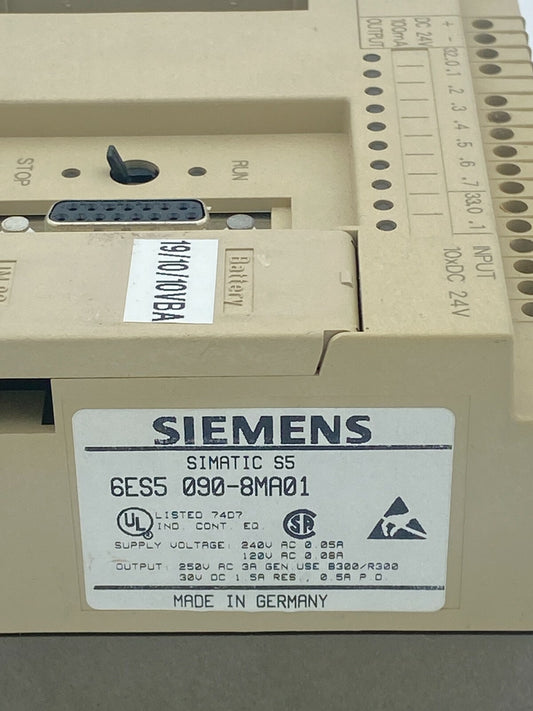 OUTPUT
100mA
DC 24V
+ - 32.0 .1 .2 .3 .4 .5 .6 .7 33.0 .1
INPUT
10xDC 24V
STOP
RUN
Battery
19/10/10VBA
SIEMENS
SIMATIC S5
6ES5 090-8MA01
UL
LISTED 74D7
IND. CONT. EQ.
SUPPLY VOLTAGE: 240V AC 0.05A
120V AC 0.08A
OUTPUT: 250V AC 3A GEN.USE B300/R300
30V DC 1.5A RES., 0.5A P.D.
MADE IN GERMANY